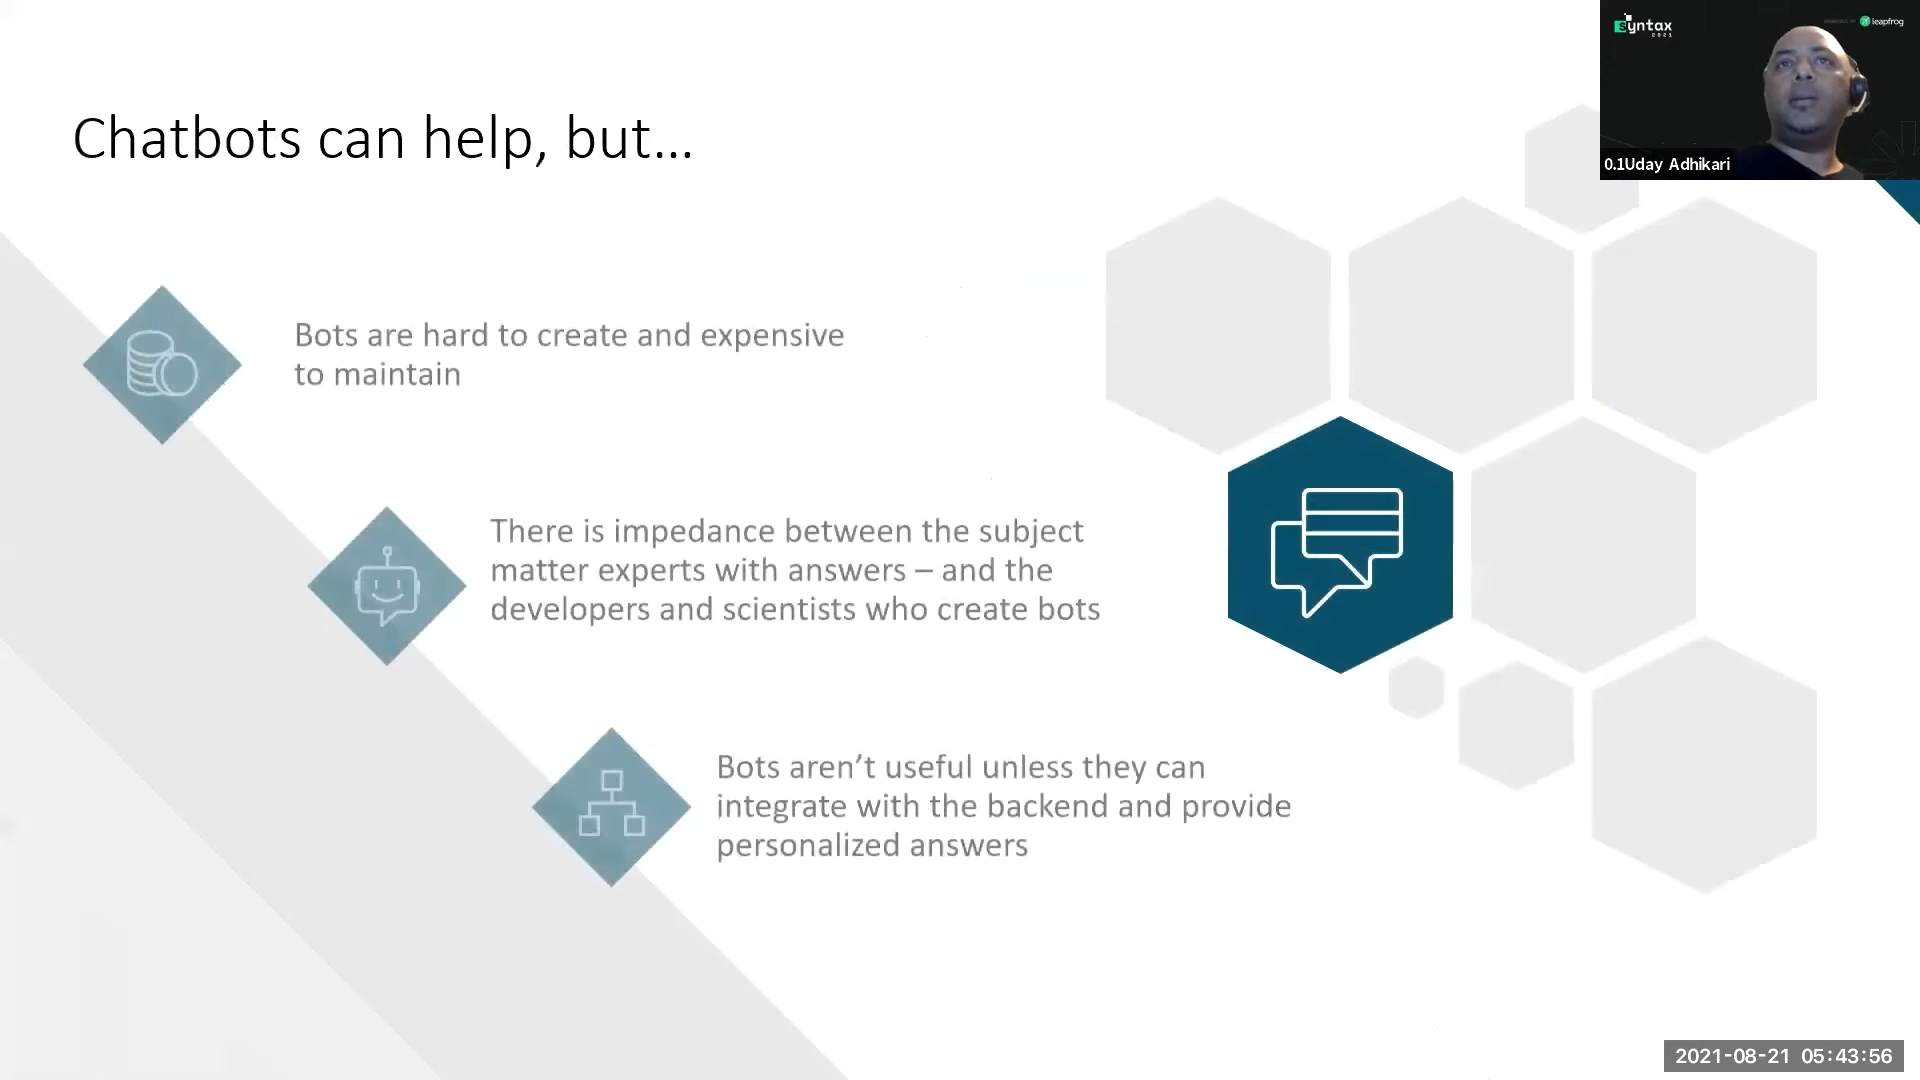 syntax
2021
leapfrog
0.1Uday Adhikari
Chatbots can help, but...
Bots are hard to create and expensive
to maintain
There is impedance between the subject
matter experts with answers – and the
developers and scientists who create bots
Bots aren’t useful unless they can
integrate with the backend and provide
personalized answers
2021-08-21 05:43:56